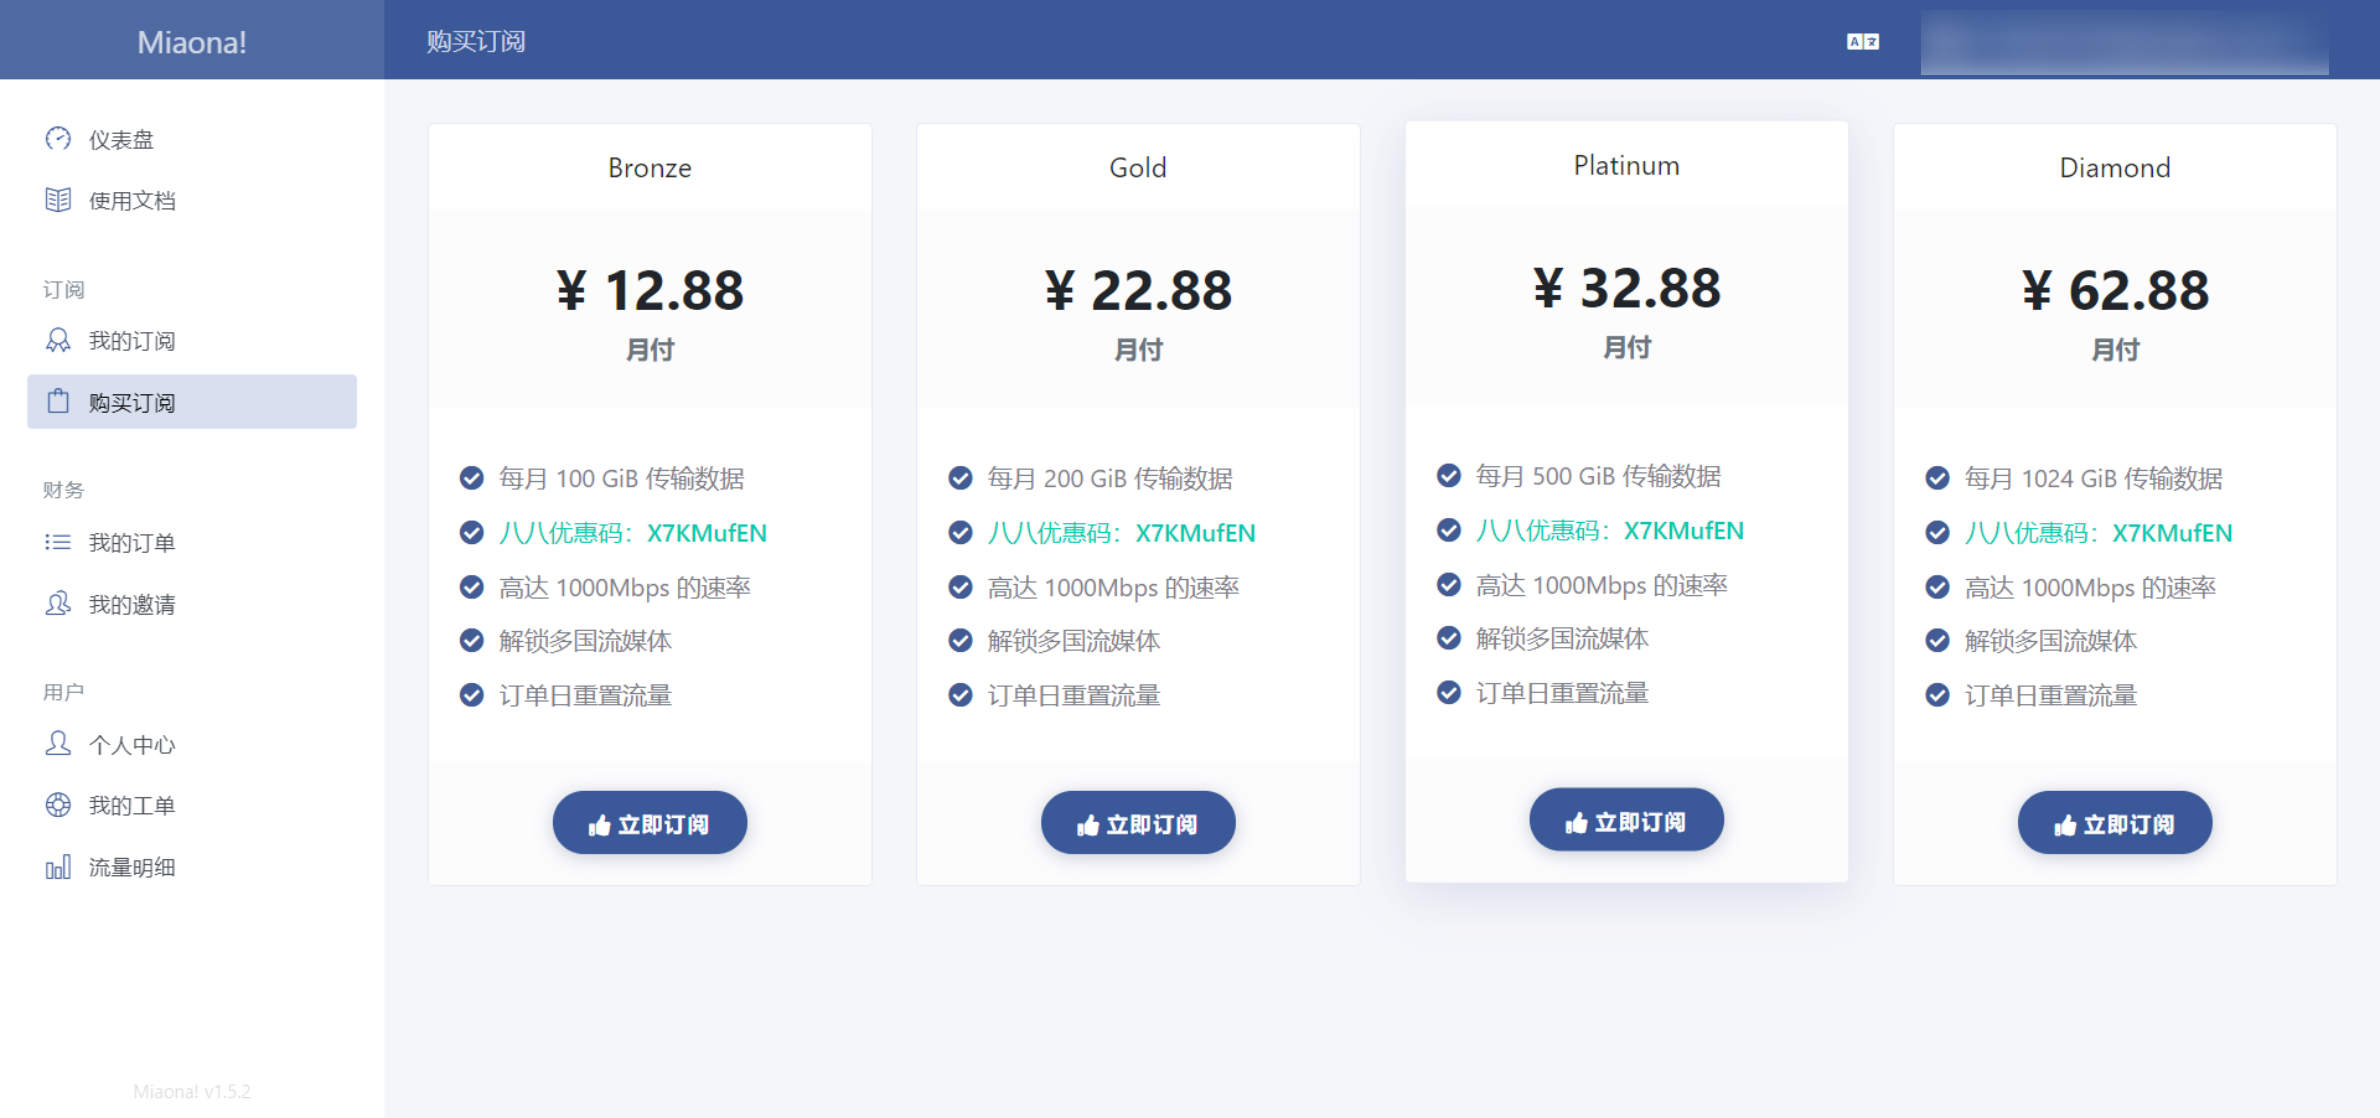 Miaona!
购买订阅
仪表盘
使用文档
订阅
我的订阅
购买订阅
财务
我的订单
我的邀请
用户
个人中心
我的工单
流量明细
Miaona! v1.5.2
Bronze
¥ 12.88
月付
每月 100 GiB 传输数据
八八优惠码：X7KMufEN
高达 1000Mbps 的速率
解锁多国流媒体
订单日重置流量
立即订阅
Gold
¥ 22.88
月付
每月 200 GiB 传输数据
八八优惠码：X7KMufEN
高达 1000Mbps 的速率
解锁多国流媒体
订单日重置流量
立即订阅
Platinum
¥ 32.88
月付
每月 500 GiB 传输数据
八八优惠码：X7KMufEN
高达 1000Mbps 的速率
解锁多国流媒体
订单日重置流量
立即订阅
Diamond
¥ 62.88
月付
每月 1024 GiB 传输数据
八八优惠码：X7KMufEN
高达 1000Mbps 的速率
解锁多国流媒体
订单日重置流量
立即订阅